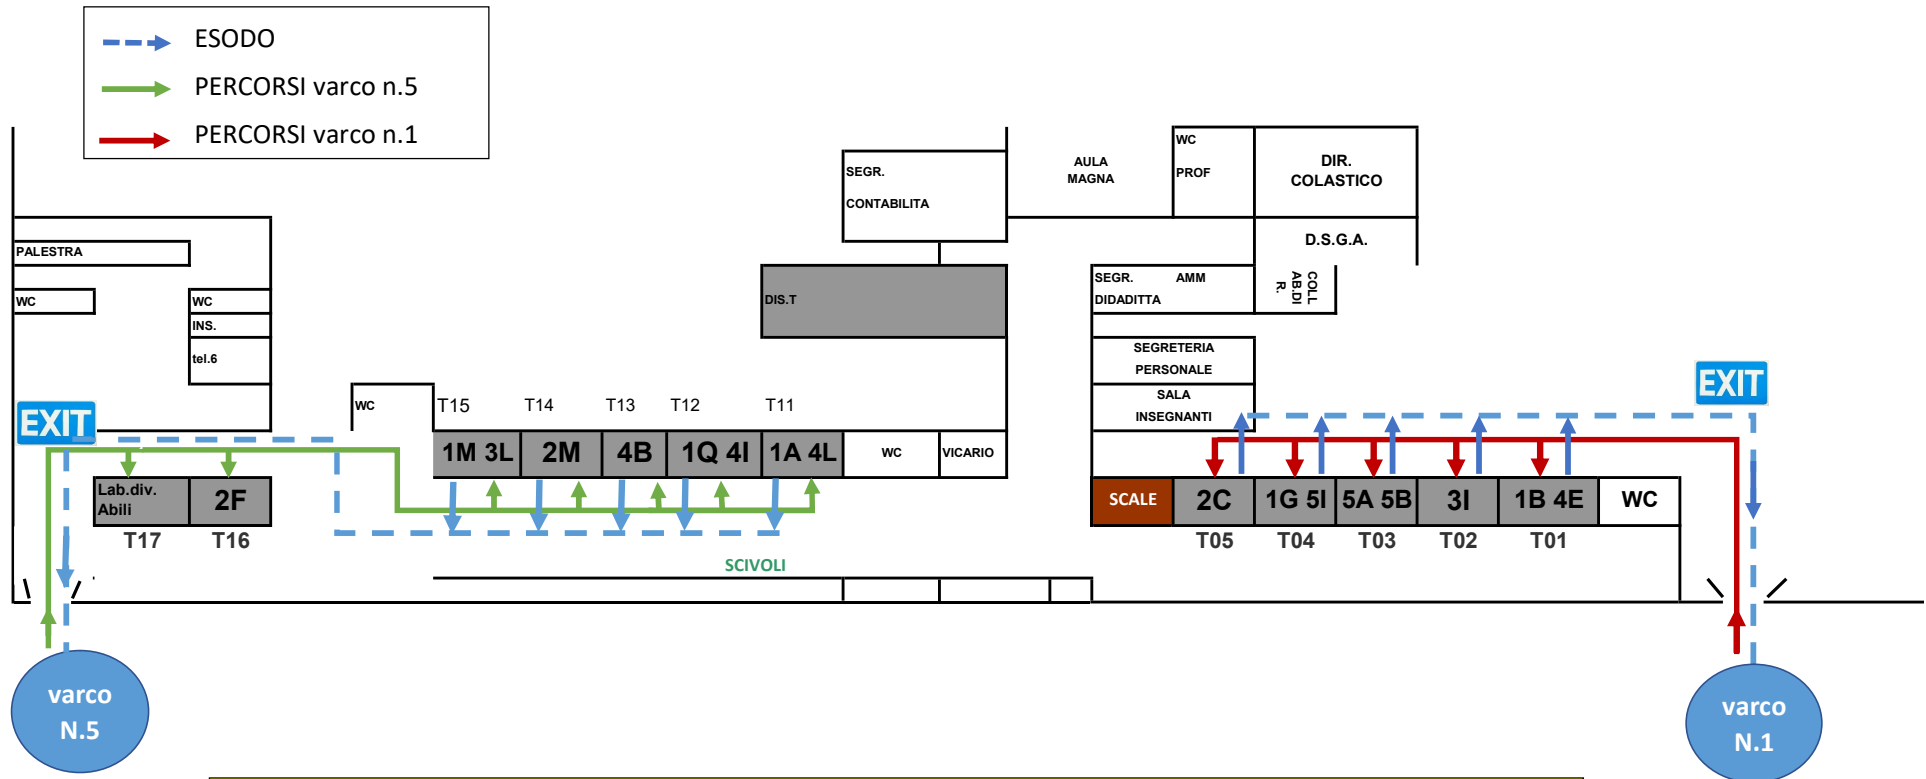 ESODO
PERCORSI varco n.5
PERCORSI varco n.1
SEGR.
CONTABILITA
AULA
MAGNA
WC
PROF
DIR.
COLASTICO
D.S.G.A.
PALESTRA
WC
WC
INS.
tel.6
DIS.T
SEGR. AMM
DIDADITTA
COLL
AB.DI
R.
SEGRETERIA
PERSONALE
SALA
INSEGNANTI
EXIT
EXIT
WC
T15 T14 T13 T12 T11
1M 3L 2M 4B 1Q 4I 1A 4L WC VICARIO
Lab.div.
Abili
2F
T17 T16
SCALE 2C 1G 5I 5A 5B 3I 1B 4E WC
T05 T04 T03 T02 T01
SCIVOLI
varco
N.5
varco
N.1